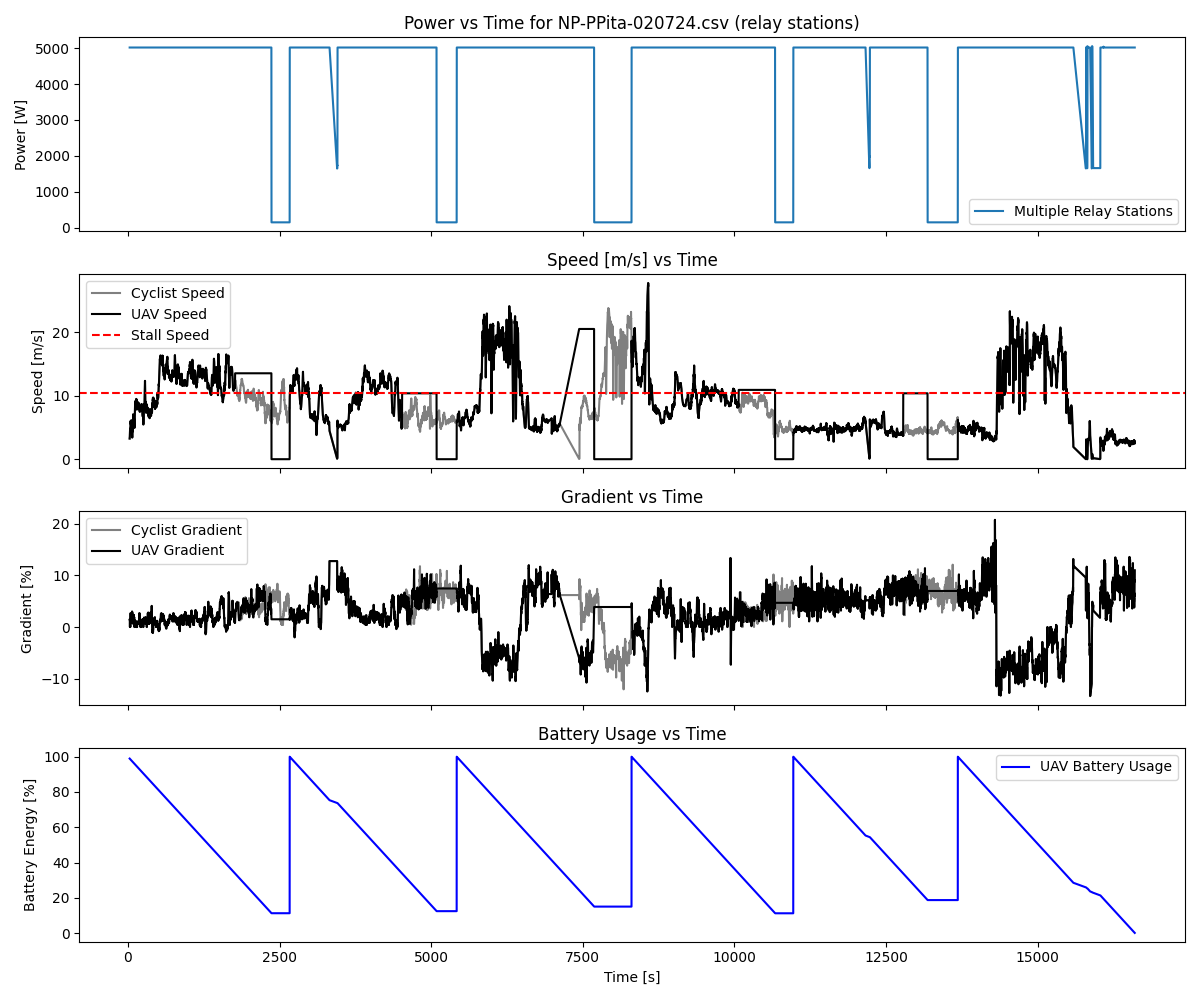 Power vs Time for NP-PPita-020724.csv (relay stations)
5000
4000
3000
2000
1000
0
Power [W]
Multiple Relay Stations
Speed [m/s] vs Time
Cyclist Speed
UAV Speed
Stall Speed
20
10
0
Speed [m/s]
Gradient vs Time
Cyclist Gradient
UAV Gradient
20
10
0
−10
Gradient [%]
Battery Usage vs Time
UAV Battery Usage
100
80
60
40
20
0
Battery Energy [%]
0 2500 5000 7500 10000 12500 15000
Time [s]